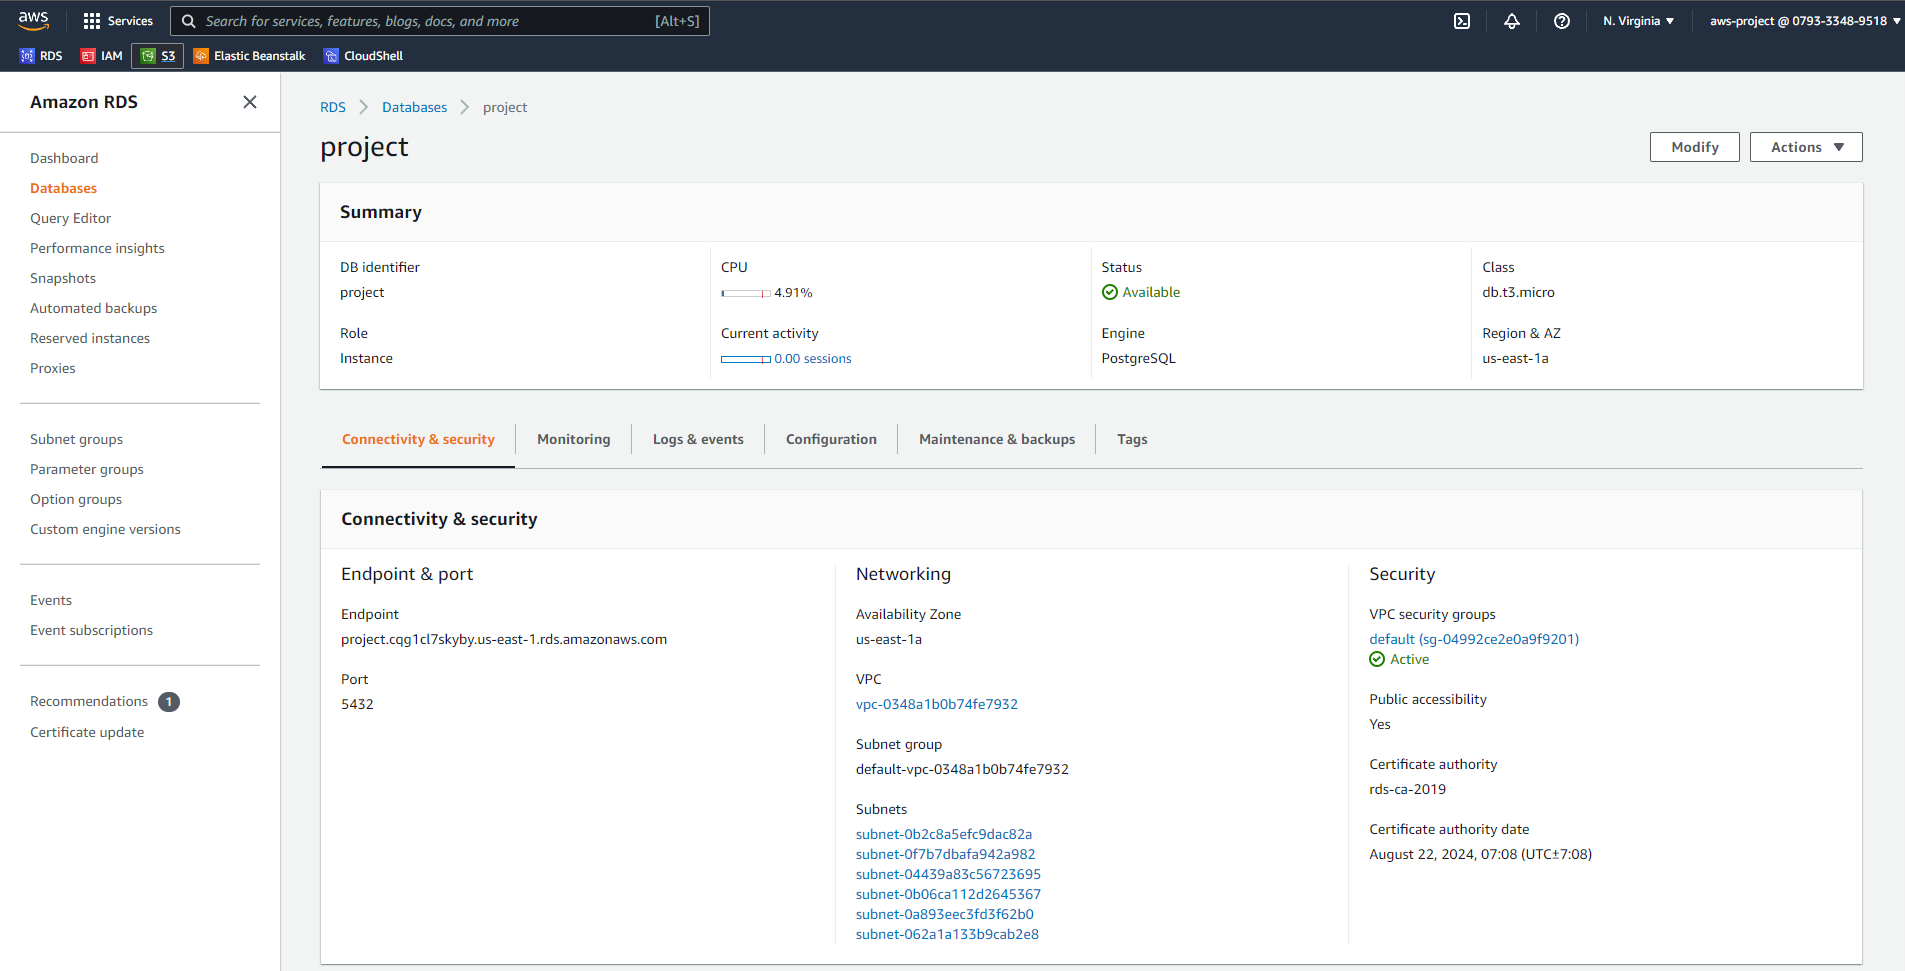 aws
Services
Search for services, features, blogs, docs, and more
[Alt+S]
N. Virginia
aws-project @ 0793-3348-9518
RDS
IAM
S3
Elastic Beanstalk
CloudShell
Amazon RDS
Dashboard
Databases
Query Editor
Performance insights
Snapshots
Automated backups
Reserved instances
Proxies
Subnet groups
Parameter groups
Option groups
Custom engine versions
Events
Event subscriptions
Recommendations 1
Certificate update
RDS
Databases
project
project
Modify
Actions
Summary
DB identifier
project
CPU
4.91%
Status
Available
Class
db.t3.micro
Role
Instance
Current activity
0.00 sessions
Engine
PostgreSQL
Region & AZ
us-east-1a
Connectivity & security
Monitoring
Logs & events
Configuration
Maintenance & backups
Tags
Connectivity & security
Endpoint & port
Endpoint
project.cqg1cl7skyby.us-east-1.rds.amazonaws.com
Port
5432
Networking
Availability Zone
us-east-1a
VPC
vpc-0348a1b0b74fe7932
Subnet group
default-vpc-0348a1b0b74fe7932
Subnets
subnet-0b2c8a5efc9dac82a
subnet-0f7b7dbafa942a982
subnet-04439a83c56723695
subnet-0b06ca112d2645367
subnet-0a893eec3fd3f62b0
subnet-062a1a133b9cab2e8
Security
VPC security groups
default (sg-04992ce2e0a9f9201)
Active
Public accessibility
Yes
Certificate authority
rds-ca-2019
Certificate authority date
August 22, 2024, 07:08 (UTC±7:08)